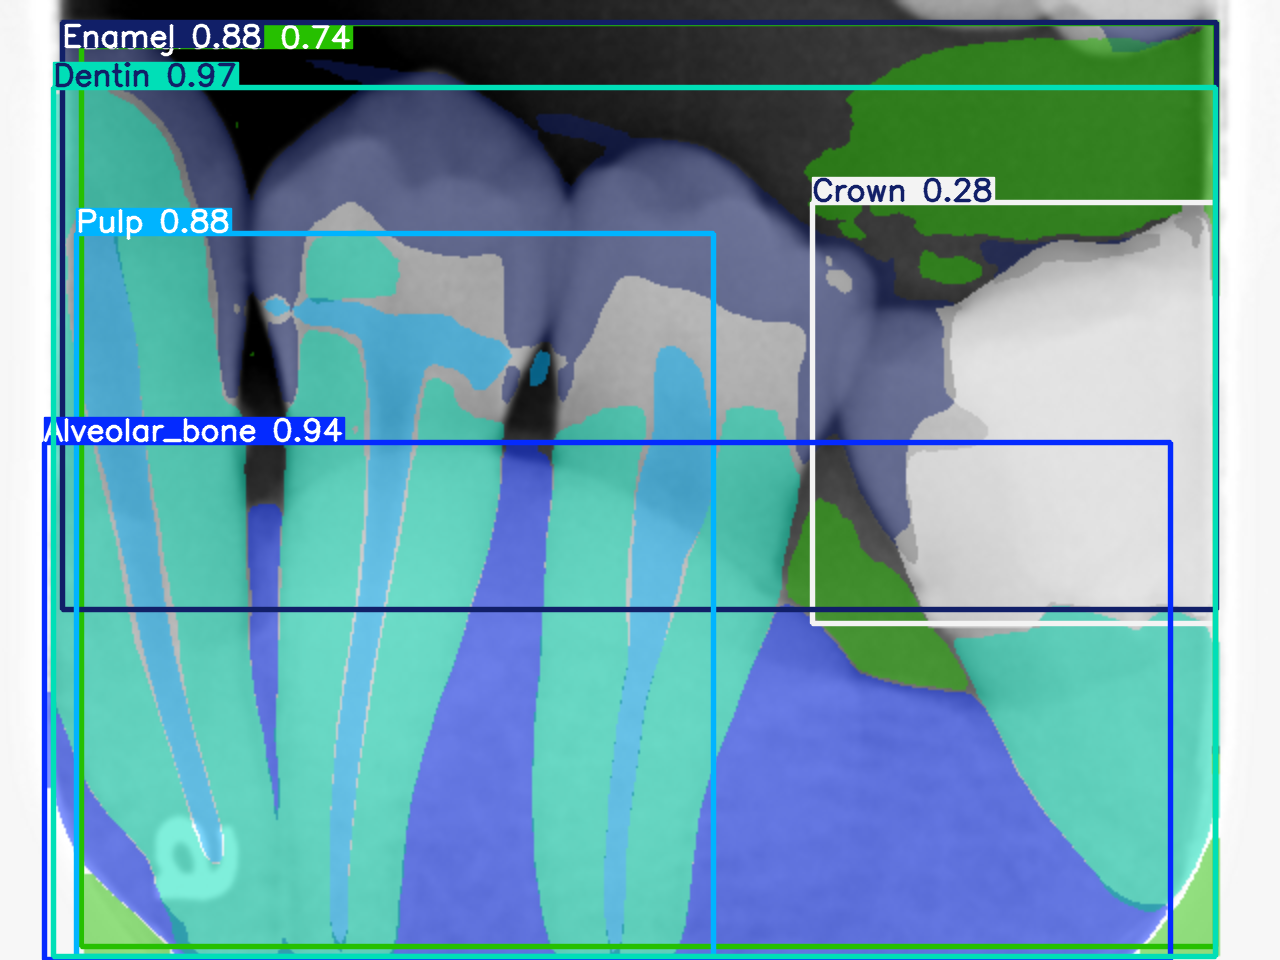 Enamel 0.88 0.74
Dentin 0.97
Crown 0.28
Pulp 0.88
Alveolar_bone 0.94
a